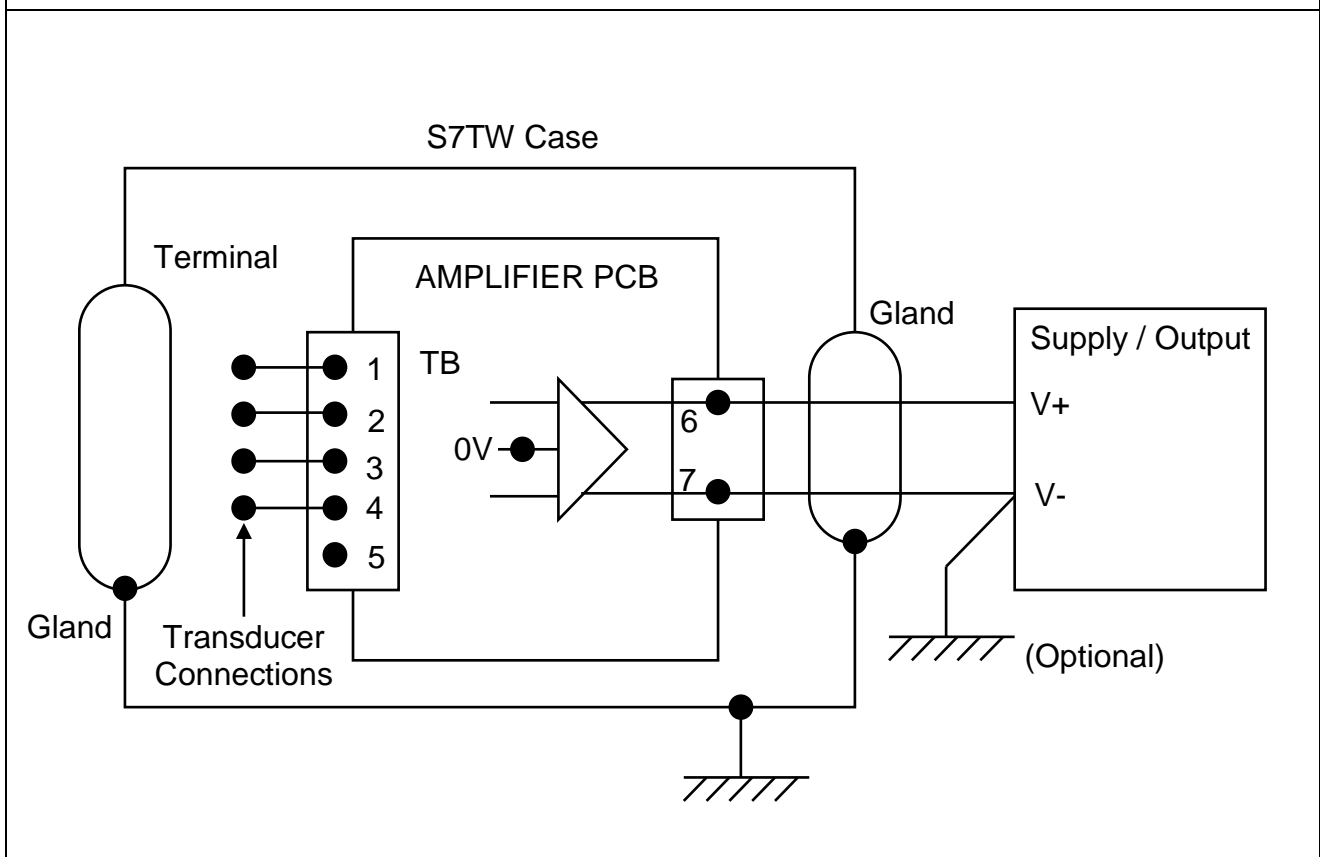 S7TW Case
Terminal
AMPLIFIER PCB
Gland
Supply / Output
TB
1
2
3
4
5
0V
6
7
V+
V-
Gland
Transducer
Connections
(Optional)